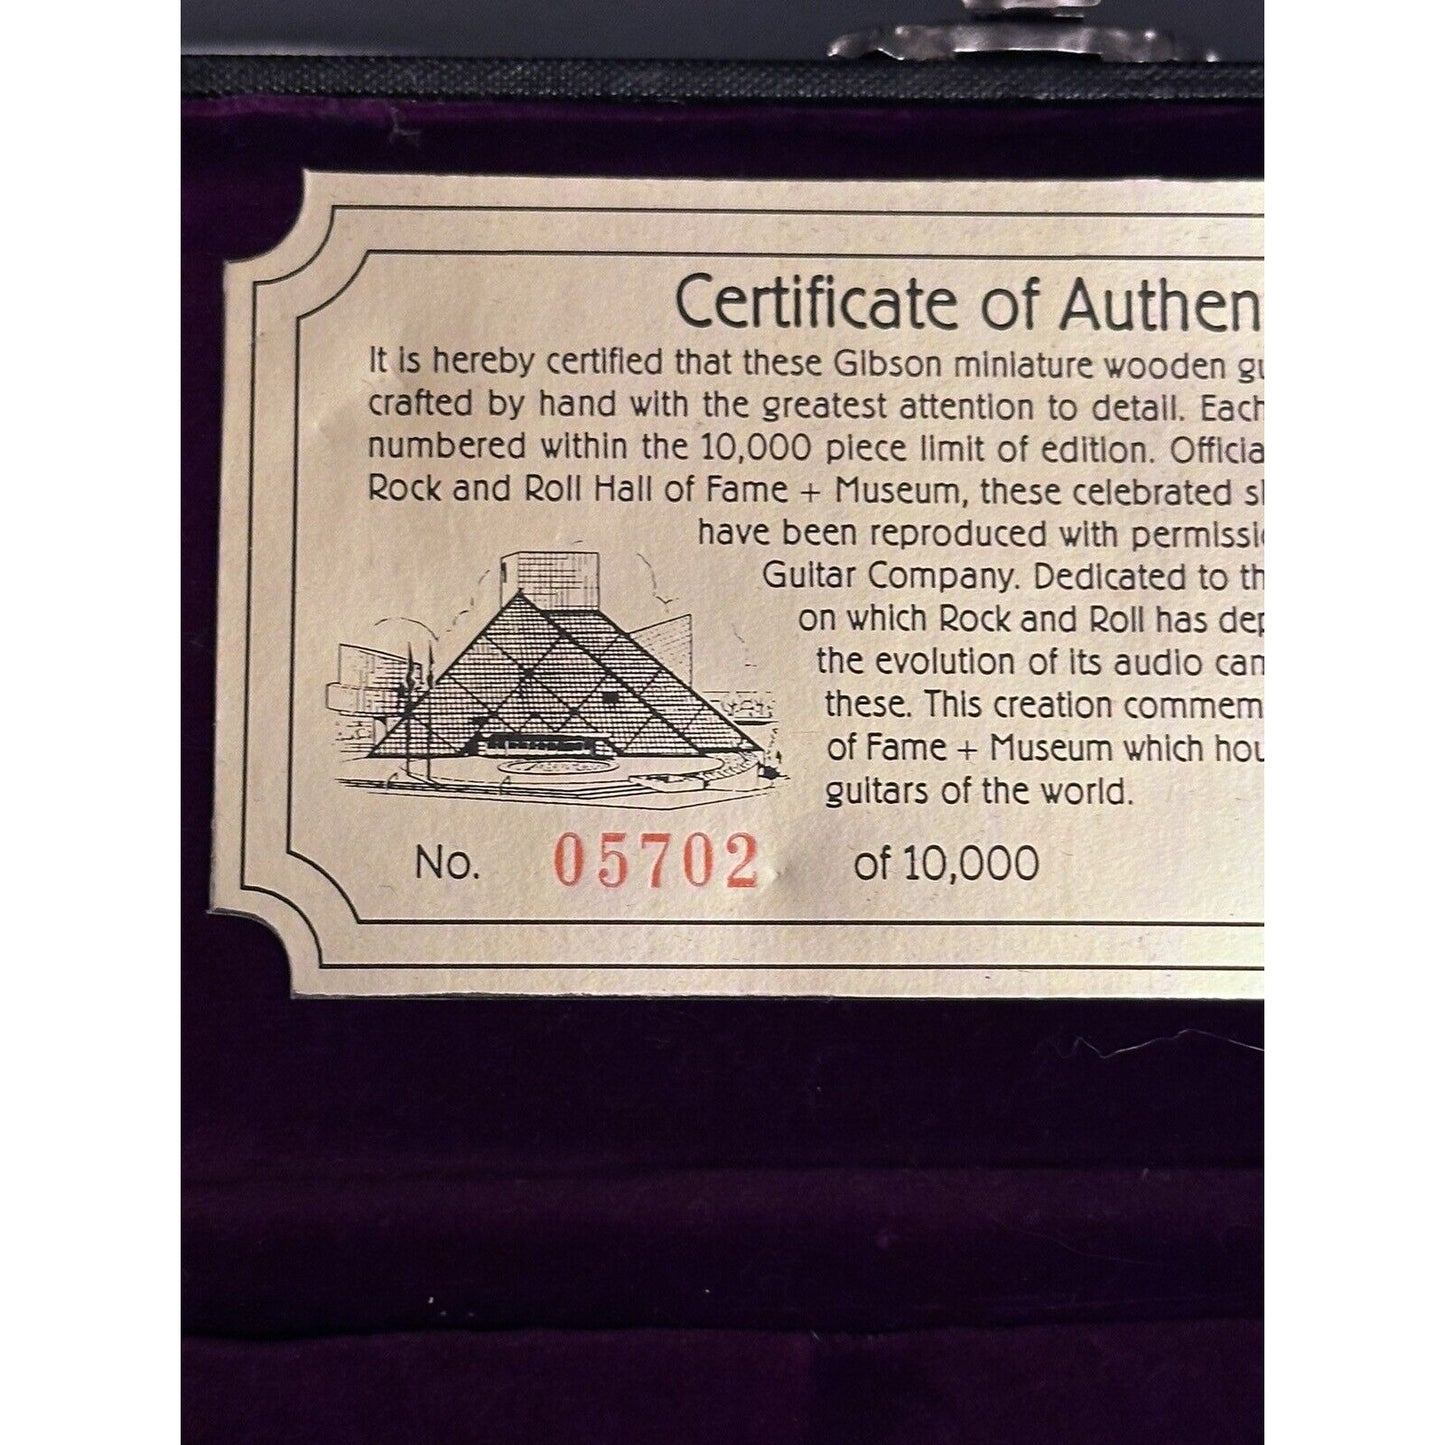 Certificate of Authen
It is hereby certified that these Gibson miniature wooden gu
crafted by hand with the greatest attention to detail. Each
numbered within the 10,000 piece limit of edition. Officia
Rock and Roll Hall of Fame + Museum, these celebrated s
have been reproduced with permissi
Guitar Company. Dedicated to th
on which Rock and Roll has dep
the evolution of its audio can
these. This creation commem
of Fame + Museum which hou
guitars of the world.
No. 05702 of 10,000